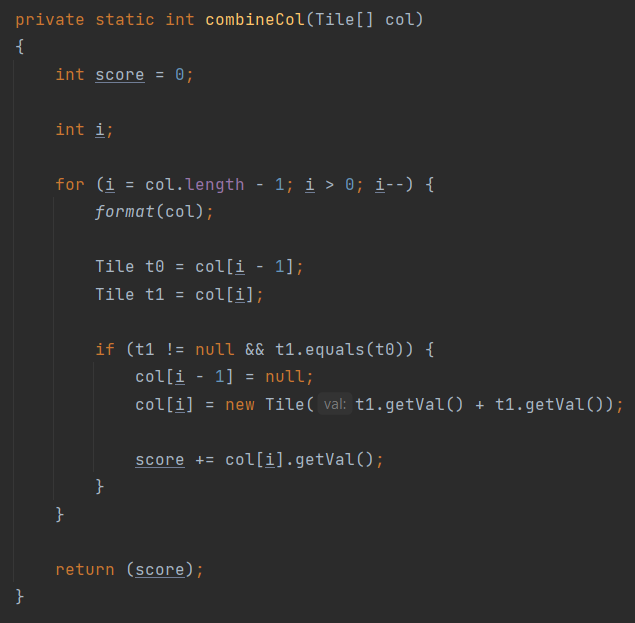 private static int combineCol(Tile[] col)
{
int score = 0;
int i;
for (i = col.length - 1; i > 0; i--) {
format(col);
Tile t0 = col[i - 1];
Tile t1 = col[i];
if (t1 != null && t1.equals(t0)) {
col[i - 1] = null;
col[i] = new Tile( val: t1.getVal() + t1.getVal());
score += col[i].getVal();
}
}
return (score);
}